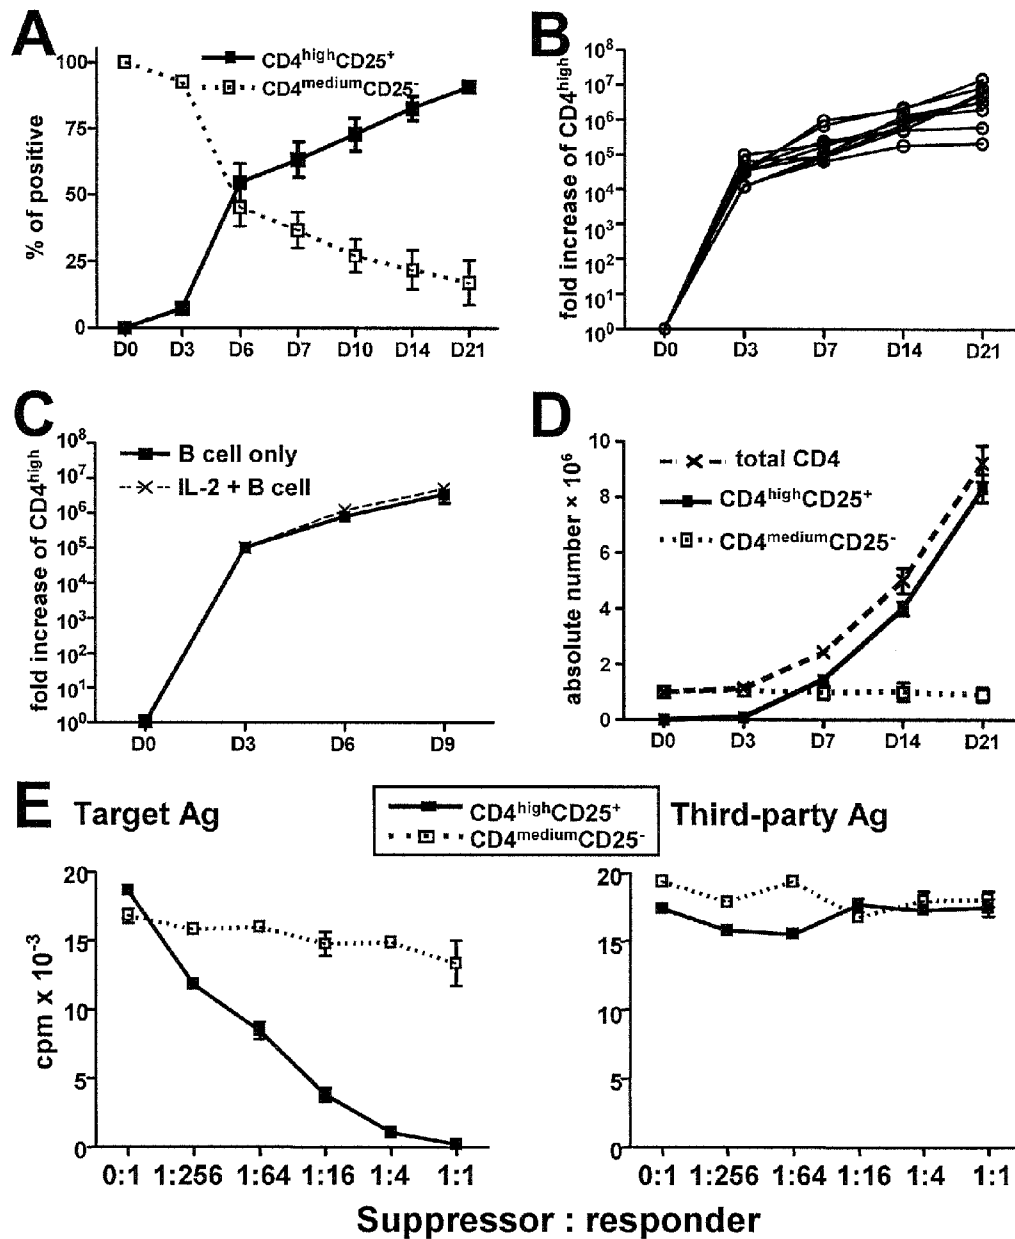 A
CD4highCD25+
CD4mediumCD25-
% of positive
100
75
50
25
0
D0 D3 D6 D7 D10 D14 D21
B
fold increase of CD4high
10^8
10^7
10^6
10^5
10^4
10^3
10^2
10^1
10^0
D0 D3 D7 D14 D21
C
B cell only
IL-2 + B cell
fold increase of CD4high
10^8
10^7
10^6
10^5
10^4
10^3
10^2
10^1
10^0
D0 D3 D6 D9
D
total CD4
CD4highCD25+
CD4mediumCD25-
absolute number × 10^6
10
8
6
4
2
0
D0 D3 D7 D14 D21
E
Target Ag
CD4highCD25+
CD4mediumCD25-
Third-party Ag
cpm x 10^-3
20
15
10
5
0
0:1 1:256 1:64 1:16 1:4 1:1
20
15
10
5
0
0:1 1:256 1:64 1:16 1:4 1:1
Suppressor : responder